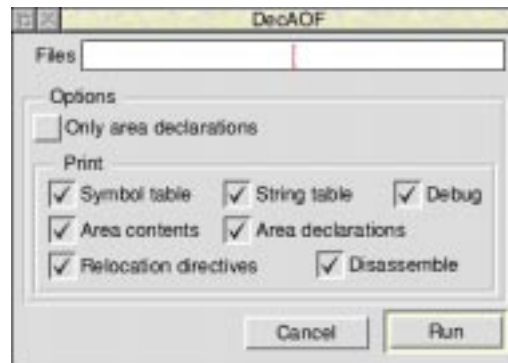 DecAOF
Files
Options
Only area declarations
Print
Symbol table String table Debug
Area contents Area declarations
Relocation directives Disassemble
Cancel Run